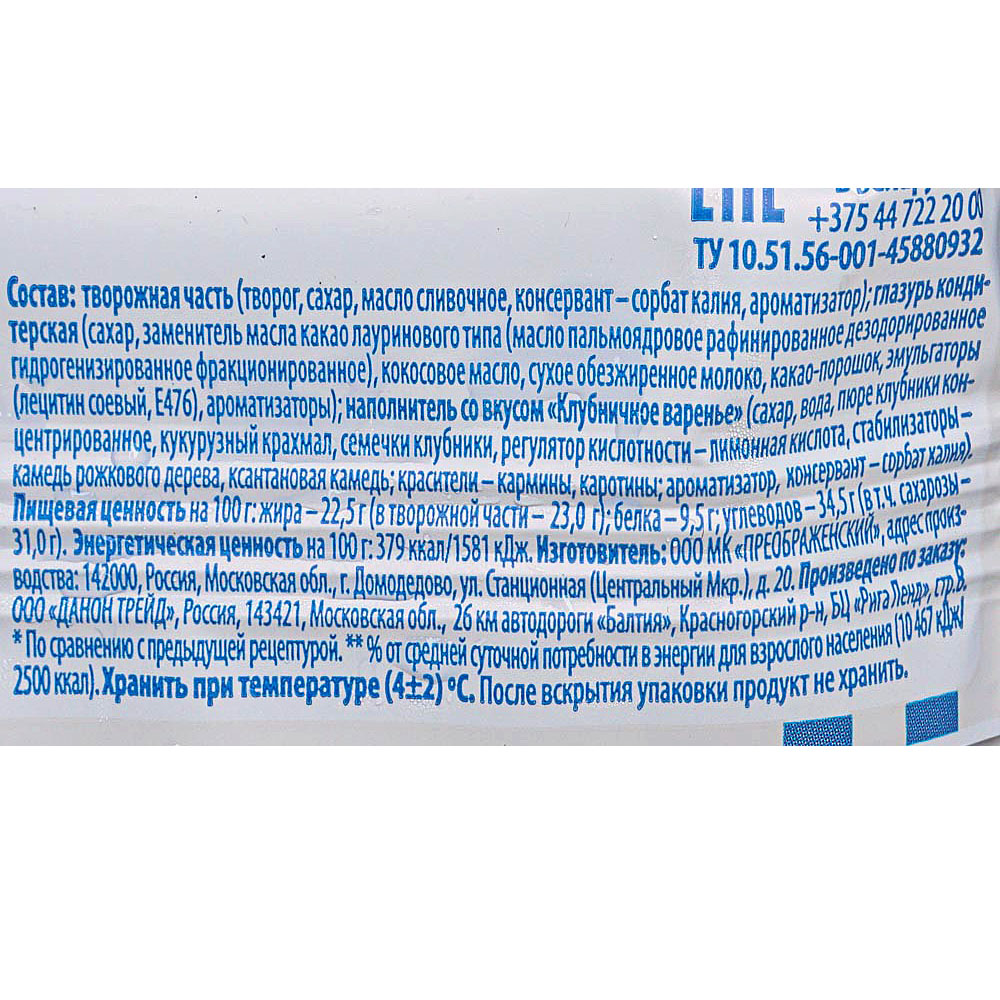 +375 44 722 20 00
ТУ 10.51.56-001-45880932
Состав: творожная часть (творог, сахар, масло сливочное, консервант – сорбат калия, ароматизатор); глазурь конди-
терская (сахар, заменитель масла какао лауринового типа (масло пальмоядровое рафинированное дезодорированное
гидрогенизированное фракционированное), кокосовое масло, сухое обезжиренное молоко, какао-порошок, эмульгаторы
(лецитин соевый, Е476), ароматизаторы); наполнитель со вкусом «Клубничное варенье» (сахар, вода, пюре клубники кон-
центрированное, кукурузный крахмал, семечки клубники, регулятор кислотности – лимонная кислота, стабилизаторы –
камедь рожкового дерева, ксантановая камедь; красители – кармины, каротины; ароматизатор, консервант – сорбат калия).
Пищевая ценность на 100 г: жира – 22,5 г (в творожной части – 23,0 г); белка – 9,5 г; углеводов – 34,5 г (в т.ч. сахарозы –
31,0 г). Энергетическая ценность на 100 г: 379 ккал/1581 кДж. Изготовитель: ООО МК «ПРЕОБРАЖЕНСКИЙ», адрес произ-
водства: 142000, Россия, Московская обл., г. Домодедово, ул. Станционная (Центральный Мкр.), д. 20. Произведено по заказу:
ООО «ДАНОН ТРЕЙД», Россия, 143421, Московская обл., 26 км автодороги «Балтия», Красногорский р-н, БЦ «Рига Ленд», стр.В.
* По сравнению с предыдущей рецептурой. ** % от средней суточной потребности в энергии для взрослого населения (10 467 кДж/
2500 ккал). Хранить при температуре (4±2) °С. После вскрытия упаковки продукт не хранить.